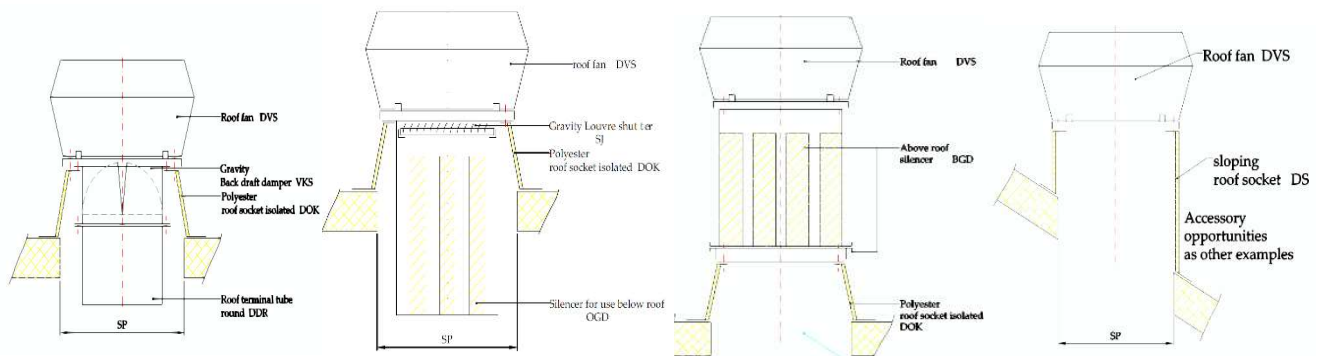 Roof fan DVS
Gravity
Back draft damper VKS
Polyester
roof socket isolated DOK
Roof terminal tube
round DDR
SP
roof fan DVS
Gravity Louvre shutter
SJ
Polyester
roof socket isolated DOK
Silencer for use below roof
OGD
SP
Roof fan DVS
Above roof
silencer BGD
Polyester
roof socket isolated
DOK
Roof fan DVS
sloping
roof socket DS
Accessory
opportunities
as other examples
SP